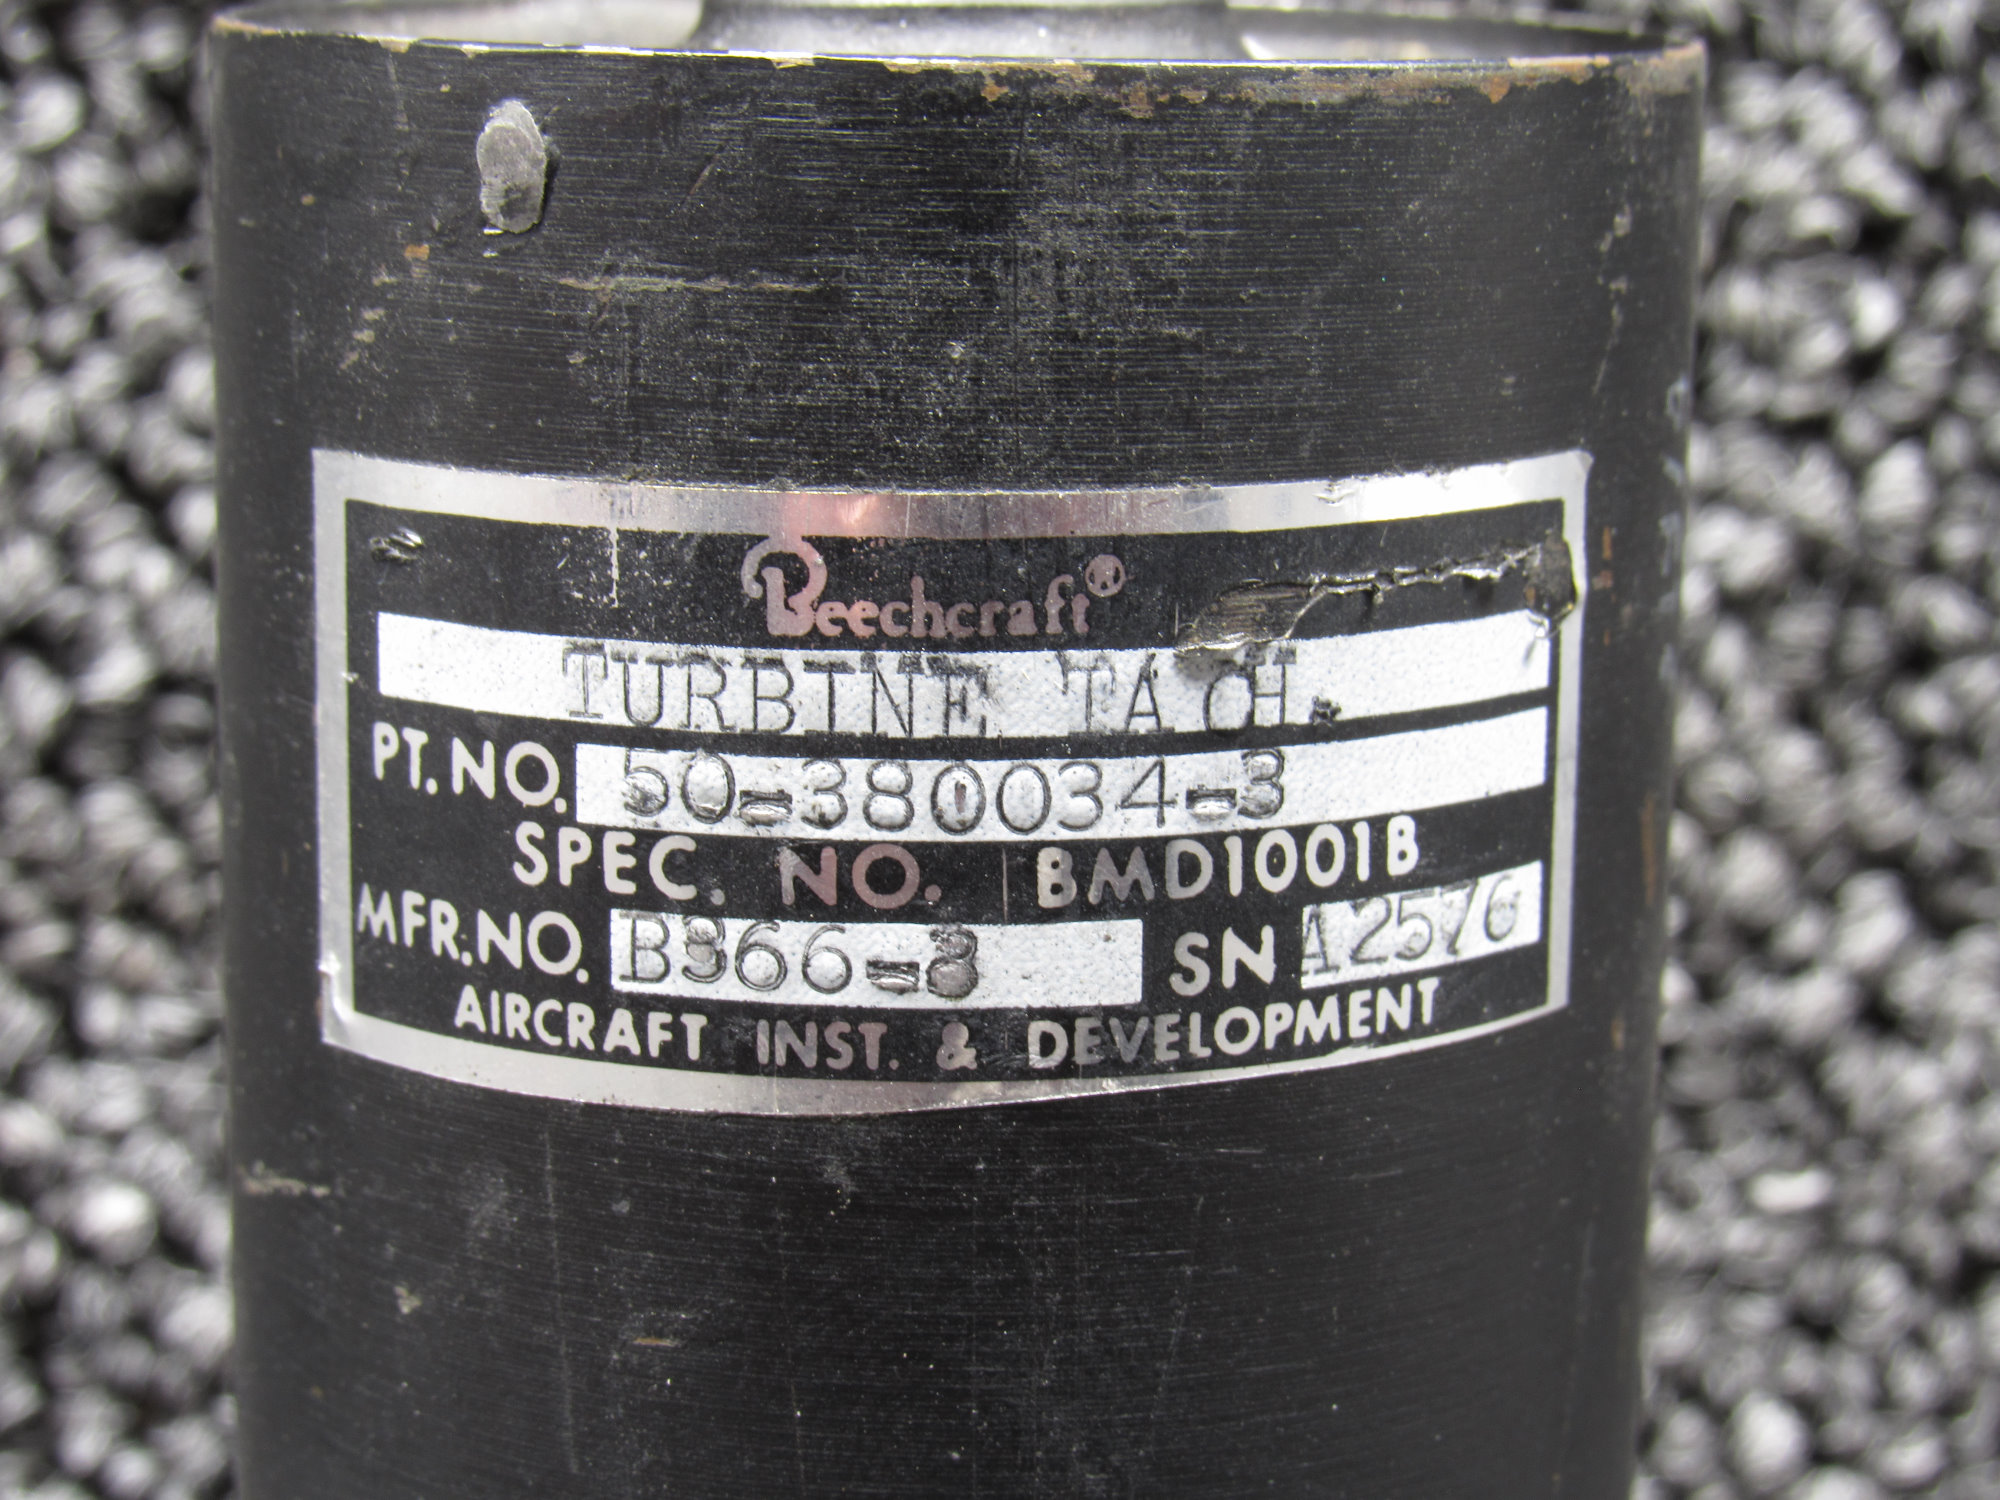 Beechcraft®
TURBINE TACH.
PT. NO. 50-380034-3
SPEC. NO. BMD1001B
MFR. NO. B366-3 SN A2576
AIRCRAFT INST. & DEVELOPMENT